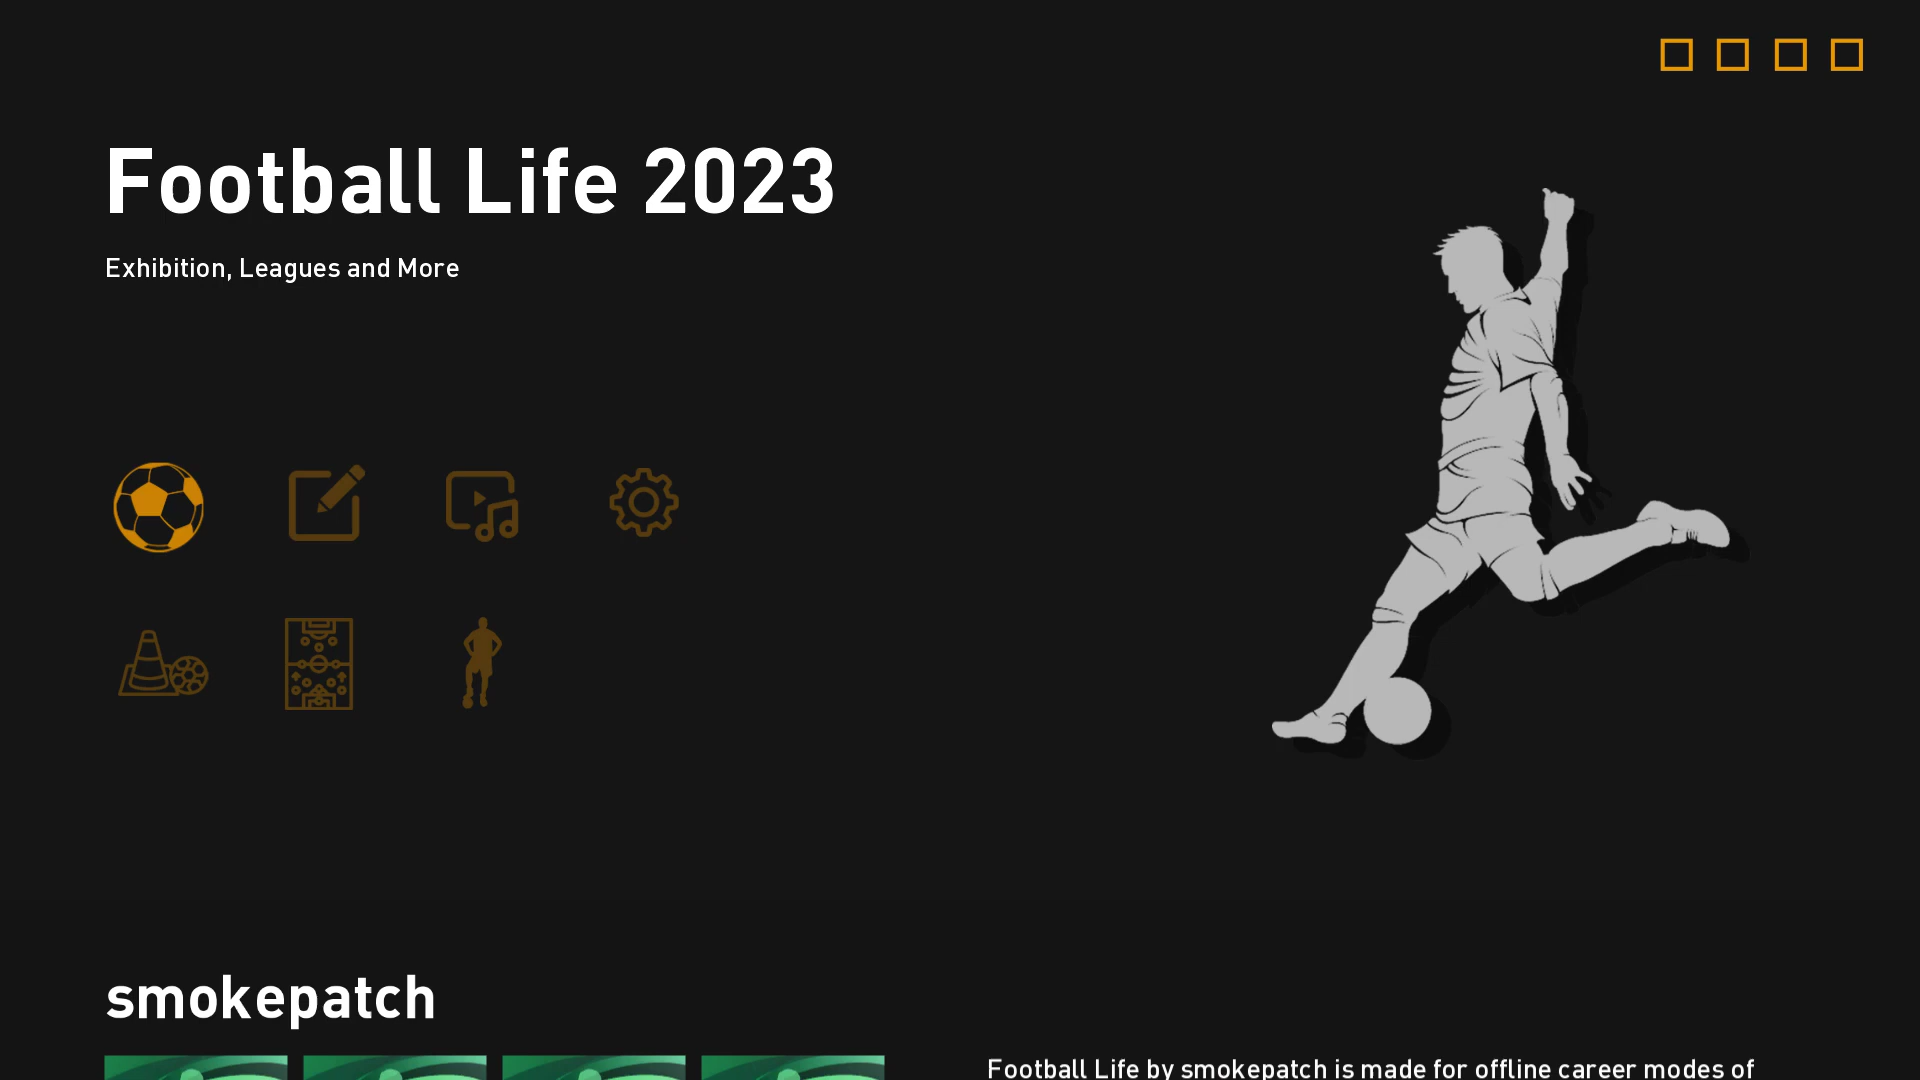 Football Life 2023
Exhibition, Leagues and More
smokepatch
Football Life by smokepatch is made for offline career modes of